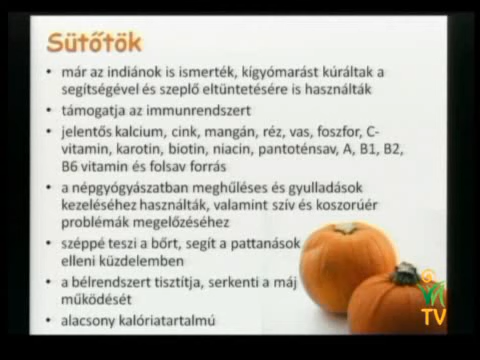 Sütőtök
• már az indiánok is ismerték, kígyómarást kúráltak a
segítségével és szeplő eltüntetésére is használták
• támogatja az immunrendszert
• jelentős kalcium, cink, mangán, réz, vas, foszfor, C-
vitamin, karotin, biotin, niacin, pantoténsav, A, B1, B2,
B6 vitamin és folsav forrás
• a népgyógyászatban meghűléses és gyulladások
kezeléséhez használták, valamint szív és koszorúér
problémák megelőzéséhez
• széppé teszi a bőrt, segít a pattanások
elleni küzdelemben
• a bélrendszert tisztítja, serkenti a máj
működését
• alacsony kalóriatartalmú
TV